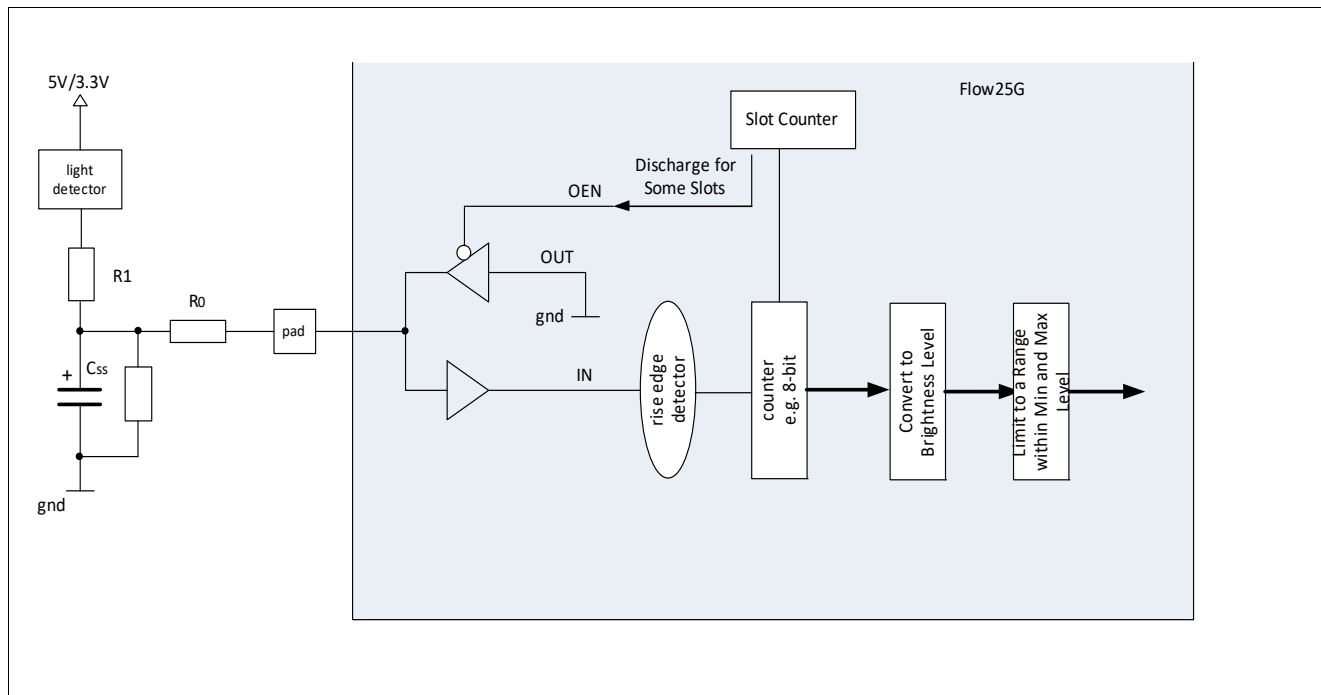 5V/3.3V
light
detector
R1
R0
pad
+
Css
gnd
Flow25G
Slot Counter
Discharge for
Some Slots
OEN
OUT
gnd
IN
rise edge
detector
counter
e.g. 8-bit
Convert to
Brightness Level
Limit to a Range
within Min and Max
Level